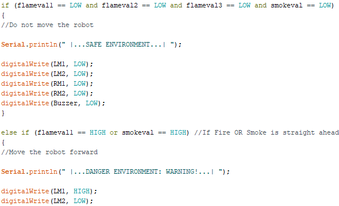 if (flameval1 == LOW and flameval2 == LOW and flameval3 == LOW and smokeval == LOW)
{
//Do not move the robot
Serial.println(" |...SAFE ENVIRONMENT...| ");
digitalWrite(LM1, LOW);
digitalWrite(LM2, LOW);
digitalWrite(RM1, LOW);
digitalWrite(RM2, LOW);
digitalWrite(Buzzer, LOW);
}
else if (flameval1 == HIGH or smokeval == HIGH) //If Fire OR Smoke is straight ahead
{
//Move the robot forward
Serial.println(" |...DANGER ENVIRONMENT: WARNING!...| ");
digitalWrite(LM1, HIGH);
digitalWrite(LM2, LOW);